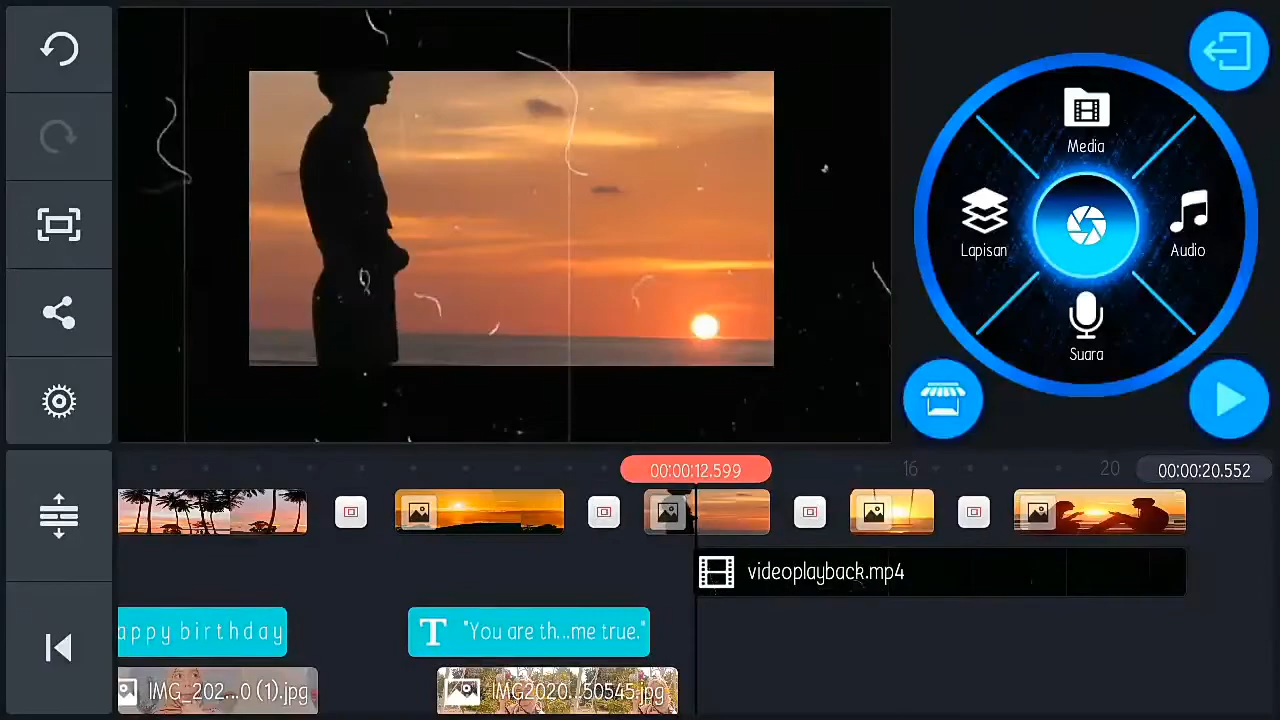 Media
Lapisan
Audio
Suara
00:00:12.599
16
20
00:00:20.552
videoplayback.mp4
appy birthday
T "You are th...me true."
IMG_202...0 (1).jpg
IMG2020...50545.jpg